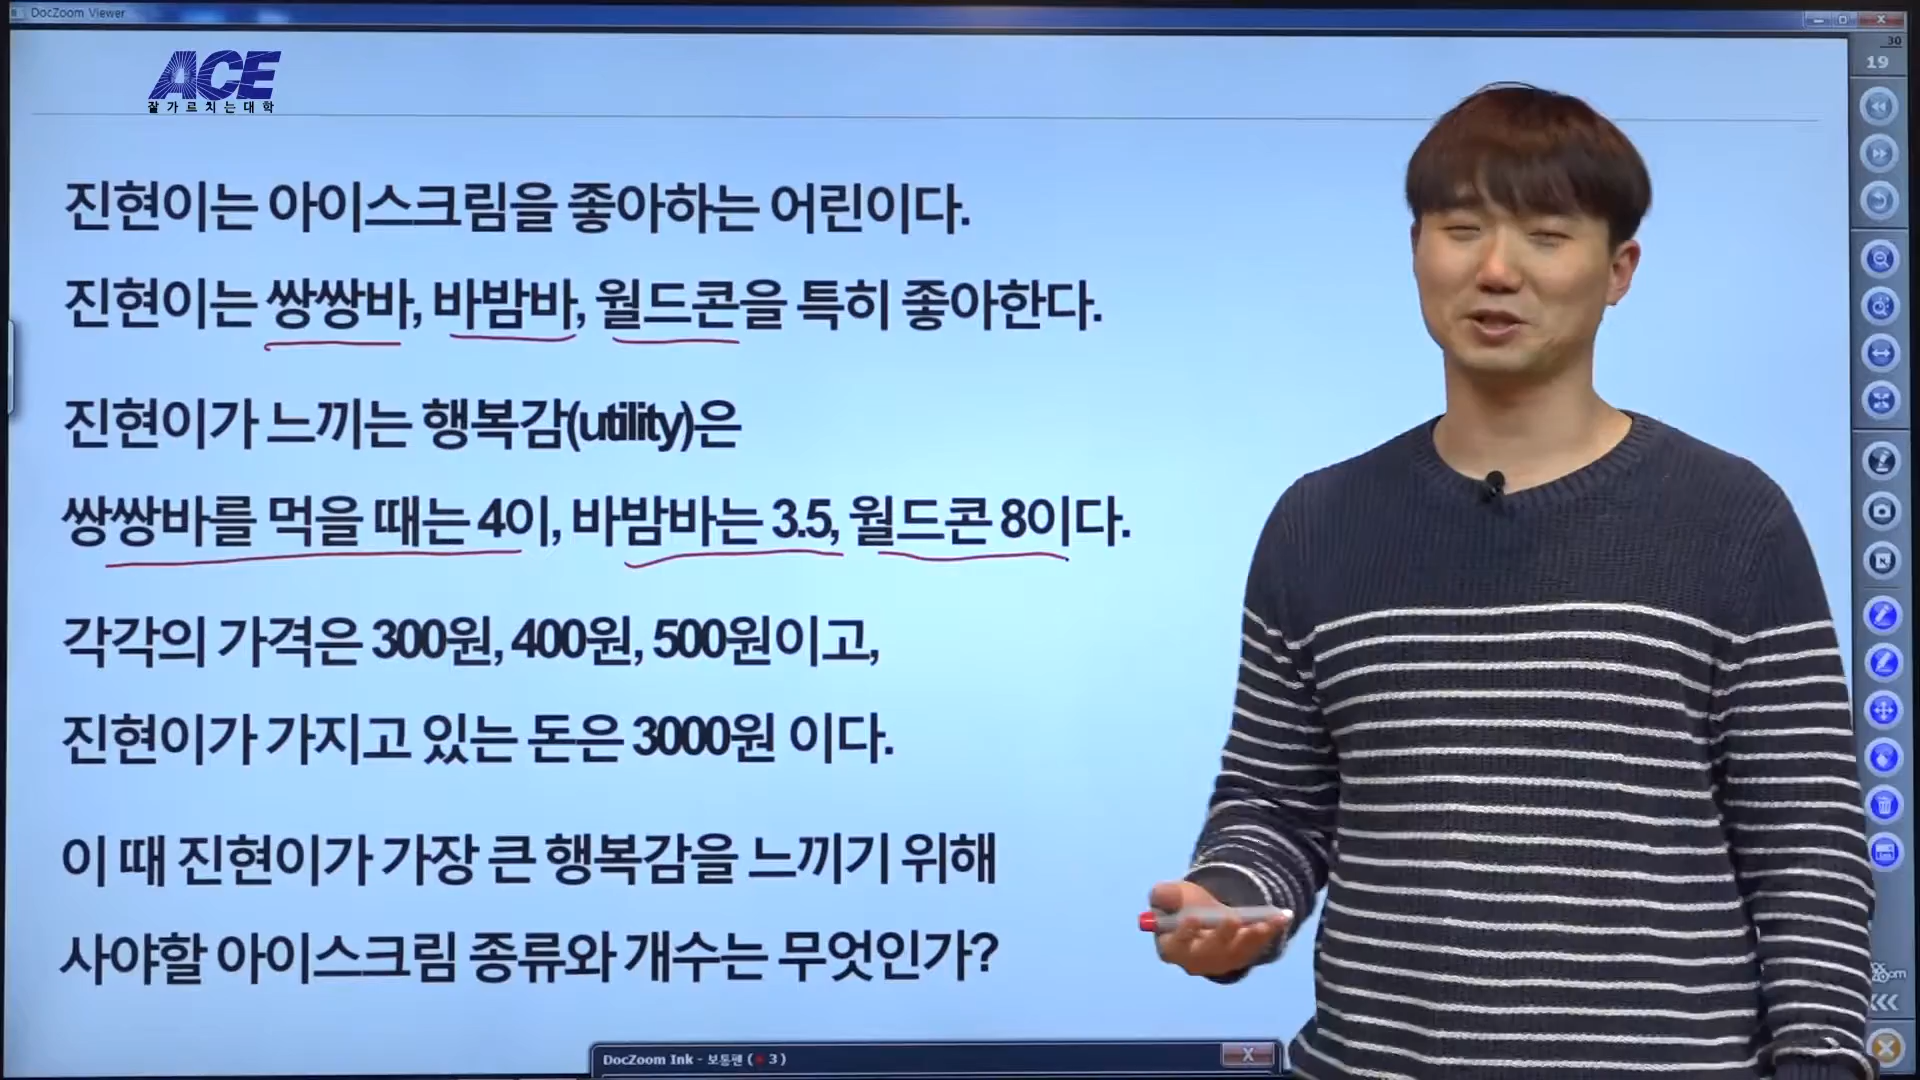 DocZoom Viewer
30
19
ACE
잘가르치는대학
진현이는 아이스크림을 좋아하는 어린이다.
진현이는 쌍쌍바, 바밤바, 월드콘을 특히 좋아한다.
진현이가 느끼는 행복감(utility)은
쌍쌍바를 먹을 때는 4이, 바밤바는 3.5, 월드콘 8이다.
각각의 가격은 300원, 400원, 500원이고,
진현이가 가지고 있는 돈은 3000원 이다.
이 때 진현이가 가장 큰 행복감을 느끼기 위해
사야할 아이스크림 종류와 개수는 무엇인가?
DocZoom Ink - 보통펜 ( 3 )